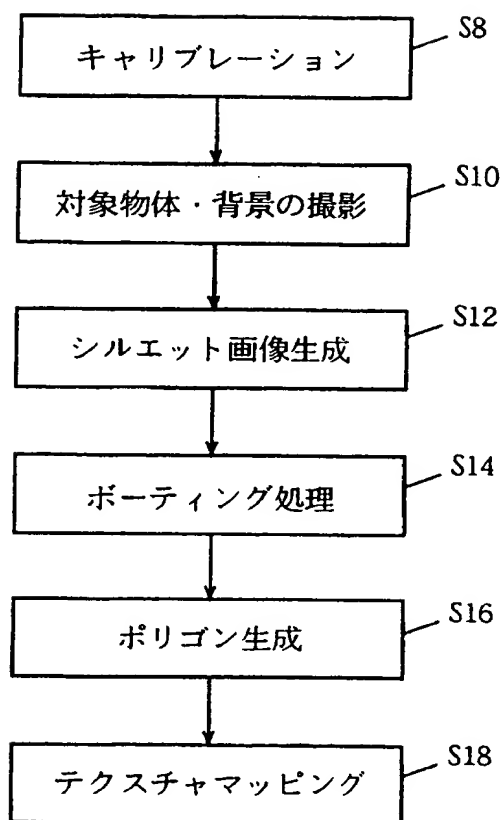 S8
キャリブレーション
S10
対象物体・背景の撮影
S12
シルエット画像生成
S14
ボーティング処理
S16
ポリゴン生成
S18
テクスチャマッピング